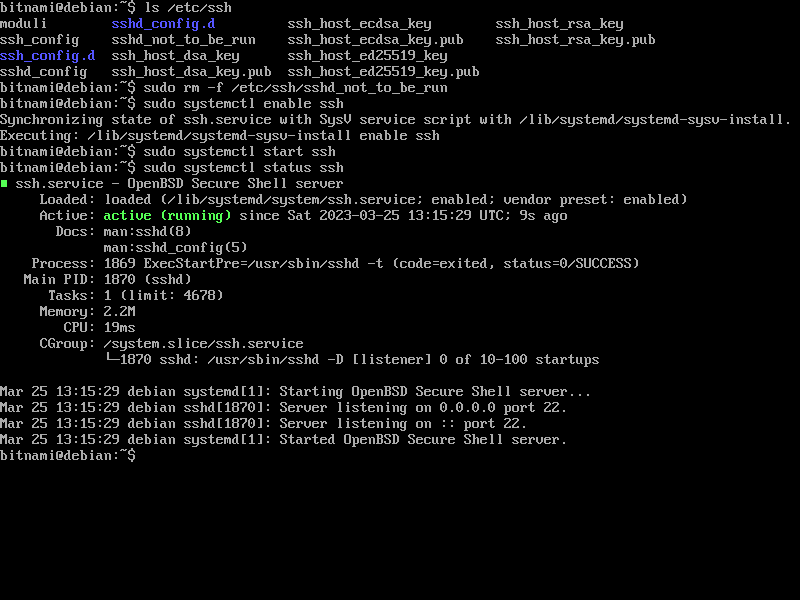 bitnami@debian:~$ ls /etc/ssh
moduli        sshd_config.d         ssh_host_ecdsa_key        ssh_host_rsa_key
ssh_config    sshd_not_to_be_run    ssh_host_ecdsa_key.pub    ssh_host_rsa_key.pub
ssh_config.d  ssh_host_dsa_key      ssh_host_ed25519_key
sshd_config   ssh_host_dsa_key.pub  ssh_host_ed25519_key.pub
bitnami@debian:~$ sudo rm -f /etc/ssh/sshd_not_to_be_run
bitnami@debian:~$ sudo systemctl enable ssh
Synchronizing state of ssh.service with SysV service script with /lib/systemd/systemd-sysv-install.
Executing: /lib/systemd/systemd-sysv-install enable ssh
bitnami@debian:~$ sudo systemctl start ssh
bitnami@debian:~$ sudo systemctl status ssh
■ ssh.service - OpenBSD Secure Shell server
     Loaded: loaded (/lib/systemd/system/ssh.service; enabled; vendor preset: enabled)
     Active: active (running) since Sat 2023-03-25 13:15:29 UTC; 9s ago
       Docs: man:sshd(8)
             man:sshd_config(5)
    Process: 1869 ExecStartPre=/usr/sbin/sshd -t (code=exited, status=0/SUCCESS)
   Main PID: 1870 (sshd)
      Tasks: 1 (limit: 4678)
     Memory: 2.2M
        CPU: 19ms
     CGroup: /system.slice/ssh.service
             └─1870 sshd: /usr/sbin/sshd -D [listener] 0 of 10-100 startups

Mar 25 13:15:29 debian systemd[1]: Starting OpenBSD Secure Shell server...
Mar 25 13:15:29 debian sshd[1870]: Server listening on 0.0.0.0 port 22.
Mar 25 13:15:29 debian sshd[1870]: Server listening on :: port 22.
Mar 25 13:15:29 debian systemd[1]: Started OpenBSD Secure Shell server.
bitnami@debian:~$